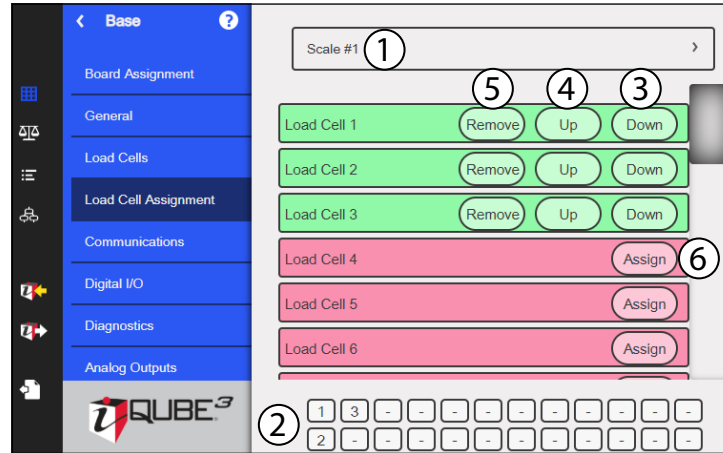 ‹ Base ?
Board Assignment
General
Load Cells
Load Cell Assignment
Communications
Digital I/O
Diagnostics
Analog Outputs
iQUBE³
Scale #1 1 ›
5 4 3
Load Cell 1 Remove Up Down
Load Cell 2 Remove Up Down
Load Cell 3 Remove Up Down
Load Cell 4 Assign 6
Load Cell 5 Assign
Load Cell 6 Assign
2
1 3 - - - - - - - - - -
2 - - - - - - - - - - -